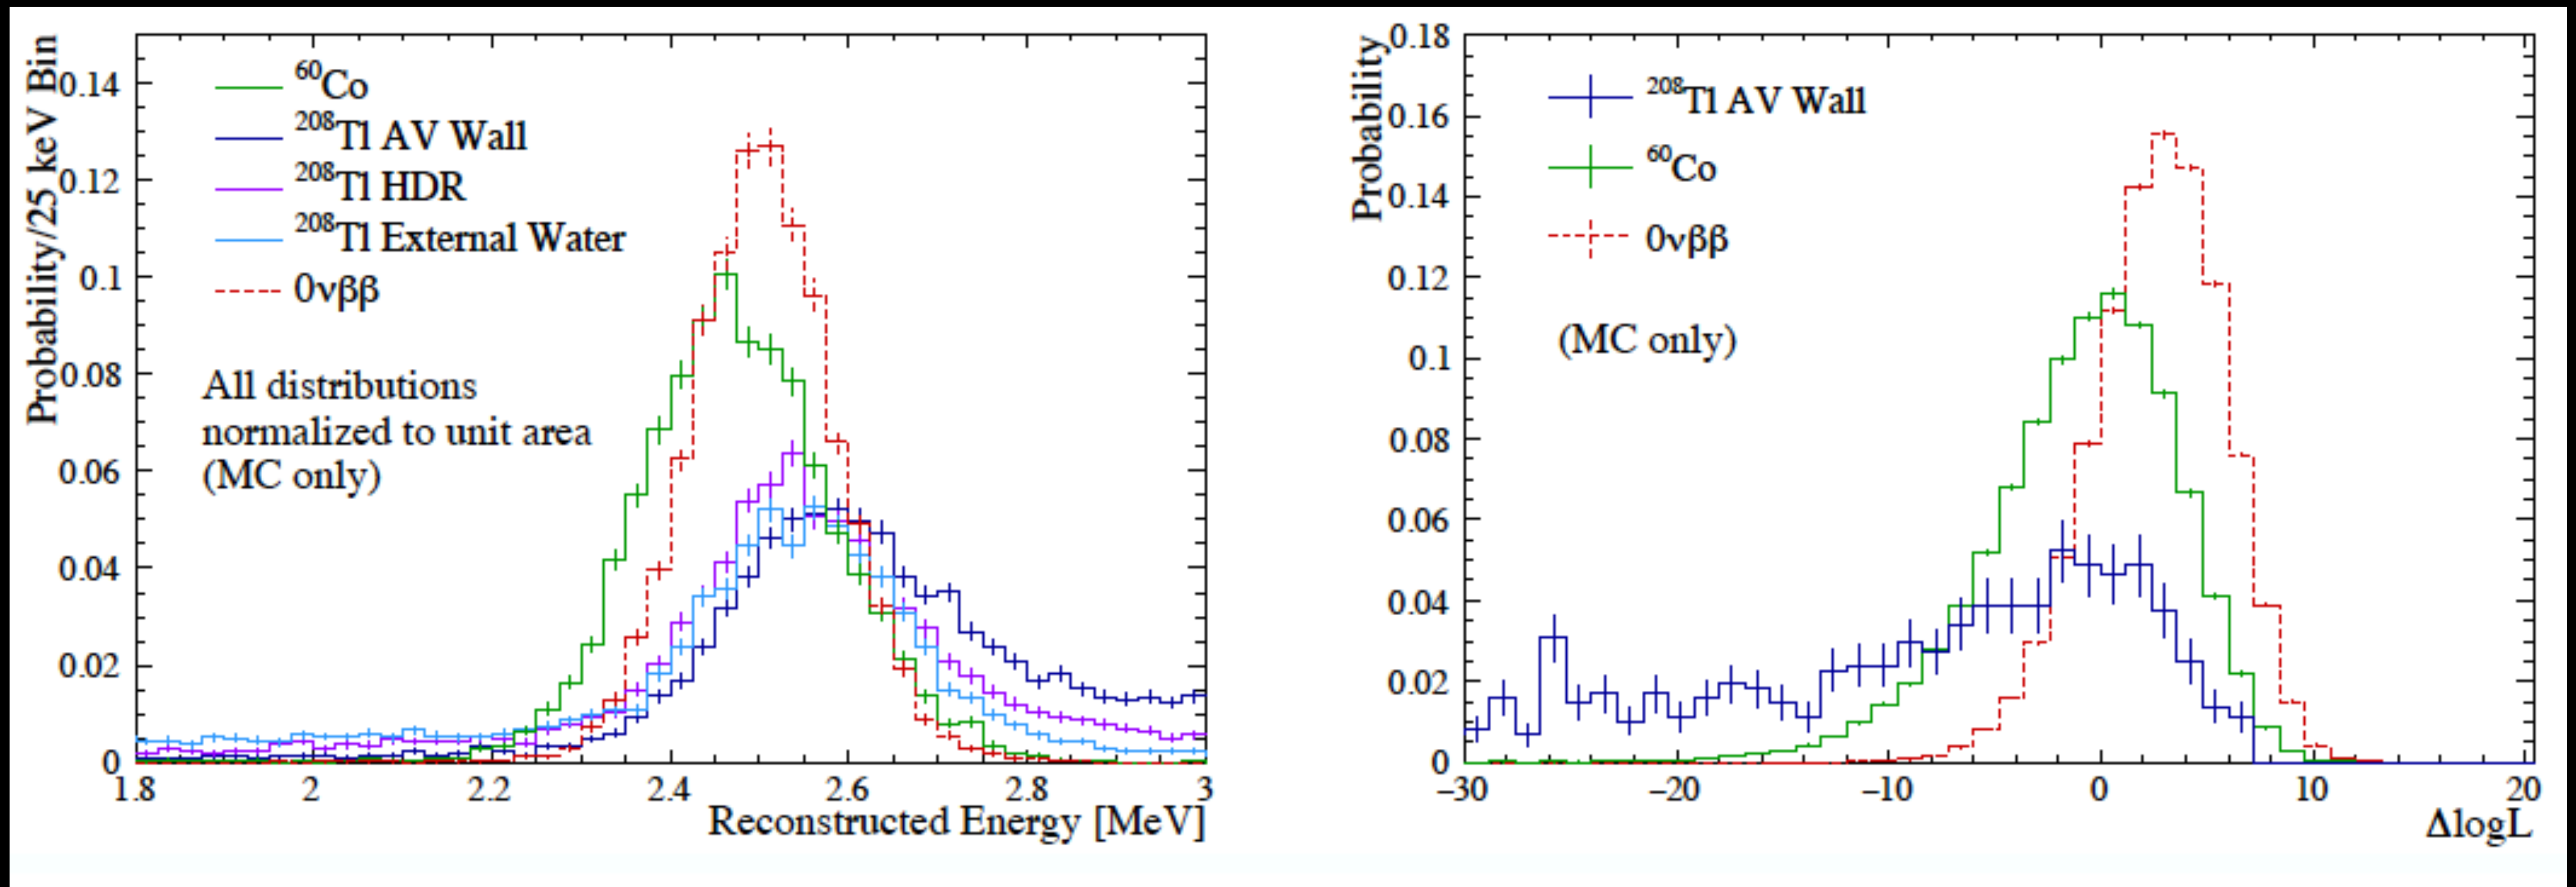 Probability/25 keV Bin
0.14
0.12
0.1
0.08
0.06
0.04
0.02
0
⁶⁰Co
²⁰⁸Tl AV Wall
²⁰⁸Tl HDR
²⁰⁸Tl External Water
0νββ
All distributions
normalized to unit area
(MC only)
1.8 2 2.2 2.4 2.6 2.8 3
Reconstructed Energy [MeV]
Probability
0.18
0.16
0.14
0.12
0.1
0.08
0.06
0.04
0.02
0
²⁰⁸Tl AV Wall
⁶⁰Co
0νββ
(MC only)
−30 −20 −10 0 10 20
ΔlogL